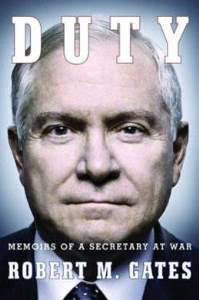 DUTY
MEMOIRS OF A SECRETARY AT WAR
ROBERT M. GATES